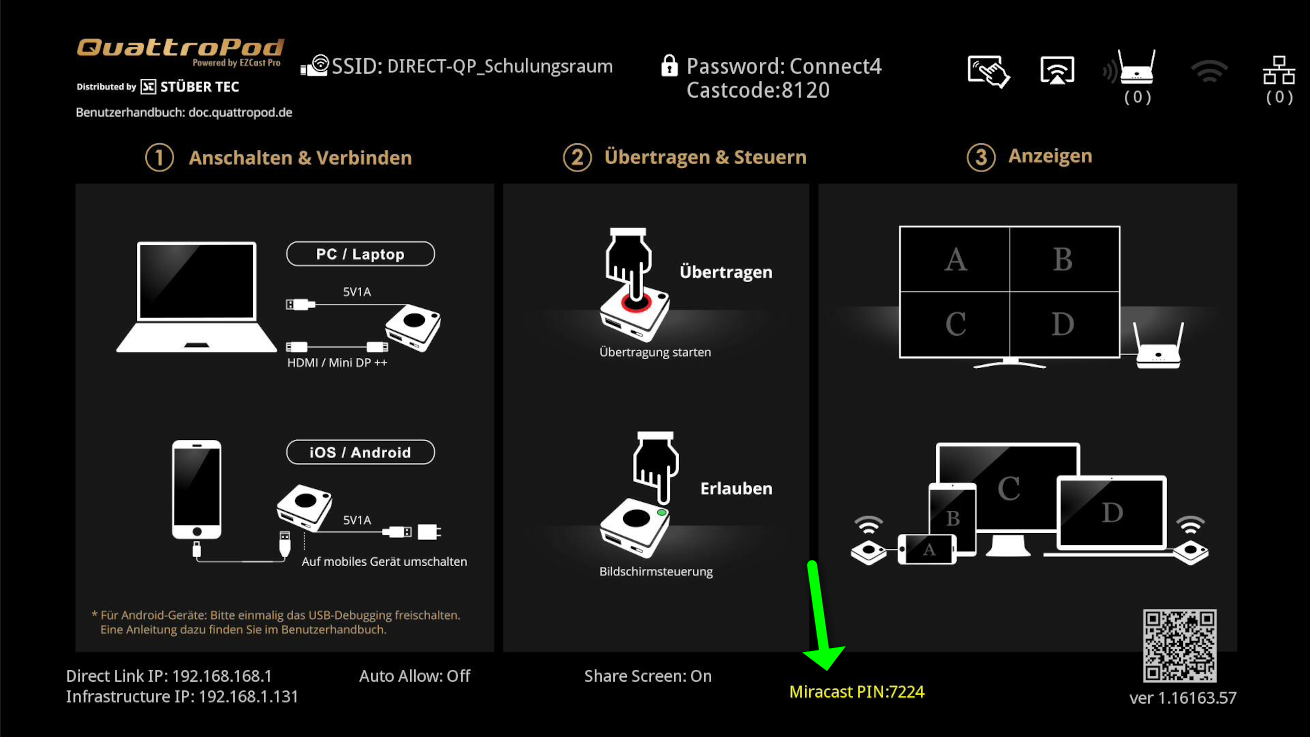 QuattroPod
Powered by EZCast Pro
Distributed by STÜBER TEC
Benutzerhandbuch: doc.quattropod.de
SSID: DIRECT-QP_Schulungsraum
Password: Connect4
Castcode:8120
(0)
(0)
1 Anschalten & Verbinden
PC / Laptop
5V1A
HDMI / Mini DP ++
iOS / Android
5V1A
Auf mobiles Gerät umschalten
* Für Android-Geräte: Bitte einmalig das USB-Debugging freischalten.
Eine Anleitung dazu finden Sie im Benutzerhandbuch.
2 Übertragen & Steuern
Übertragen
Übertragung starten
Erlauben
Bildschirmsteuerung
3 Anzeigen
A B
C D
C
B
D
A
Direct Link IP: 192.168.168.1
Infrastructure IP: 192.168.1.131
Auto Allow: Off
Share Screen: On
Miracast PIN:7224
ver 1.16163.57